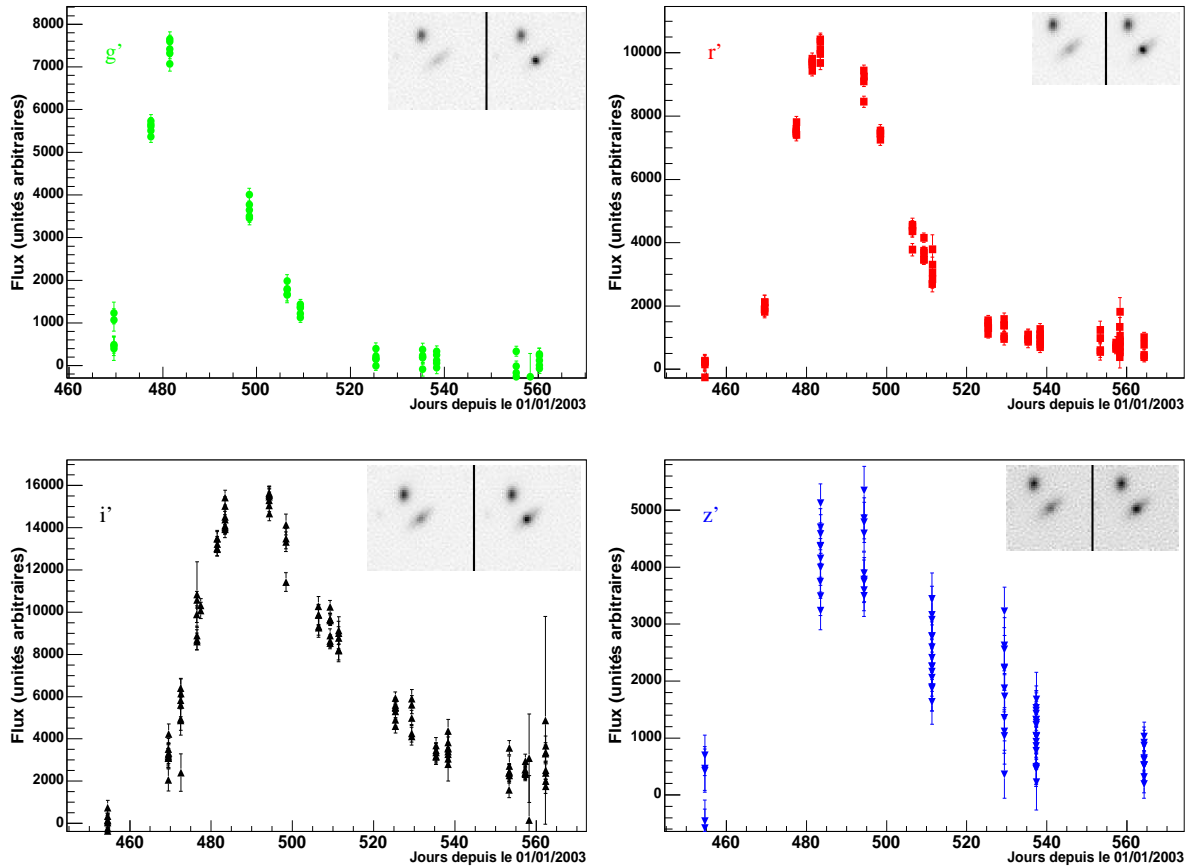 g'
Flux (unités arbitraires)
8000
7000
6000
5000
4000
3000
2000
1000
0
460 480 500 520 540 560
Jours depuis le 01/01/2003
r'
Flux (unités arbitraires)
10000
8000
6000
4000
2000
0
460 480 500 520 540 560
Jours depuis le 01/01/2003
i'
Flux (unités arbitraires)
16000
14000
12000
10000
8000
6000
4000
2000
0
460 480 500 520 540 560
Jours depuis le 01/01/2003
z'
Flux (unités arbitraires)
5000
4000
3000
2000
1000
0
460 480 500 520 540 560
Jours depuis le 01/01/2003